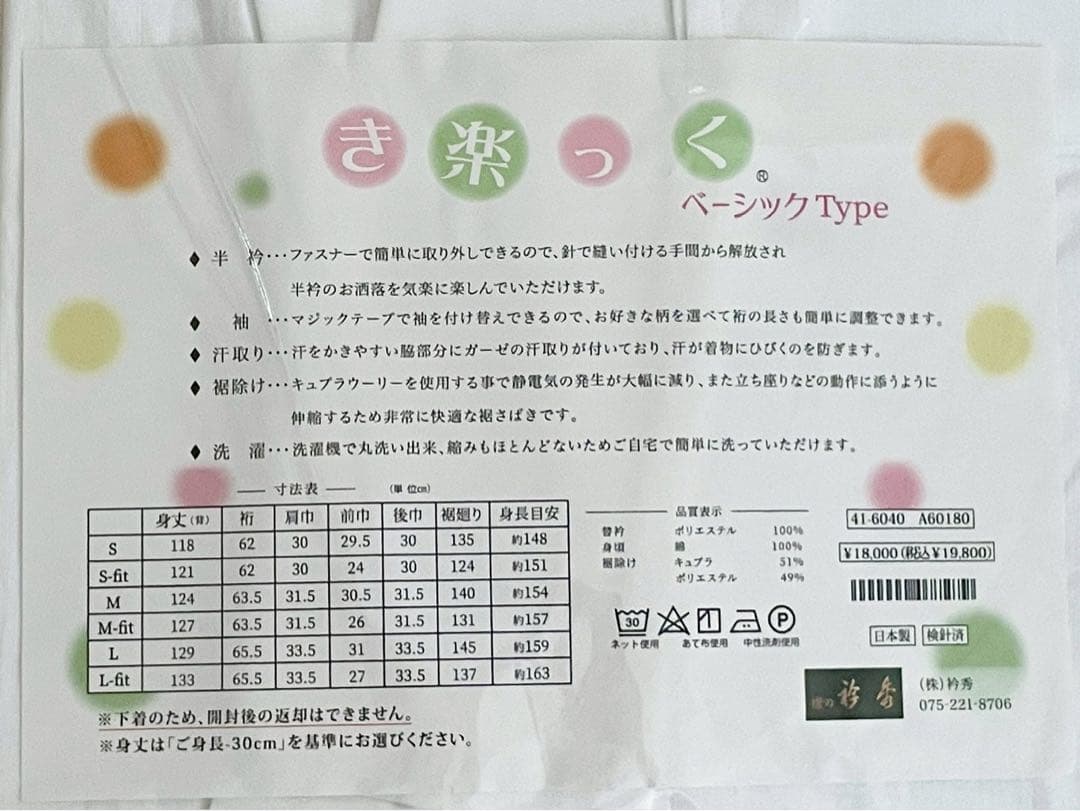 き楽っく®
ベーシックType
◆ 半 衿･･･ファスナーで簡単に取り外しできるので、針で縫い付ける手間から解放され
半衿のお洒落を気楽に楽しんでいただけます。
◆ 袖 ･･･マジックテープで袖を付け替えできるので、お好きな柄を選べて裄の長さも簡単に調整できます。
◆ 汗取り･･･汗をかきやすい脇部分にガーゼの汗取りが付いており、汗が着物にひびくのを防ぎます。
◆ 裾除け･･･キュプラウーリーを使用する事で静電気の発生が大幅に減り、また立ち座りなどの動作に添うように
伸縮するため非常に快適な裾さばきです。
◆ 洗 濯･･･洗濯機で丸洗い出来、縮みもほとんどないためご自宅で簡単に洗っていただけます。
寸法表 (単位㎝)
身丈(背) 裄 肩巾 前巾 後巾 裾廻り 身長目安
S 118 62 30 29.5 30 135 約148
S-fit 121 62 30 24 30 124 約151
M 124 63.5 31.5 30.5 31.5 140 約154
M-fit 127 63.5 31.5 26 31.5 131 約157
L 129 65.5 33.5 31 33.5 145 約159
L-fit 133 65.5 33.5 27 33.5 137 約163
※下着のため、開封後の返却はできません。
※身丈は「ご身長-30cm」を基準にお選びください。
品質表示
替衿 ポリエステル 100%
身頃 綿 100%
裾除け キュプラ 51%
ポリエステル 49%
30 P
ネット使用 あて布使用 中性洗剤使用
41-6040 A60180
¥18,000(税込¥19,800)
日本製 検針済
衿秀
(株)衿秀
075-221-8706